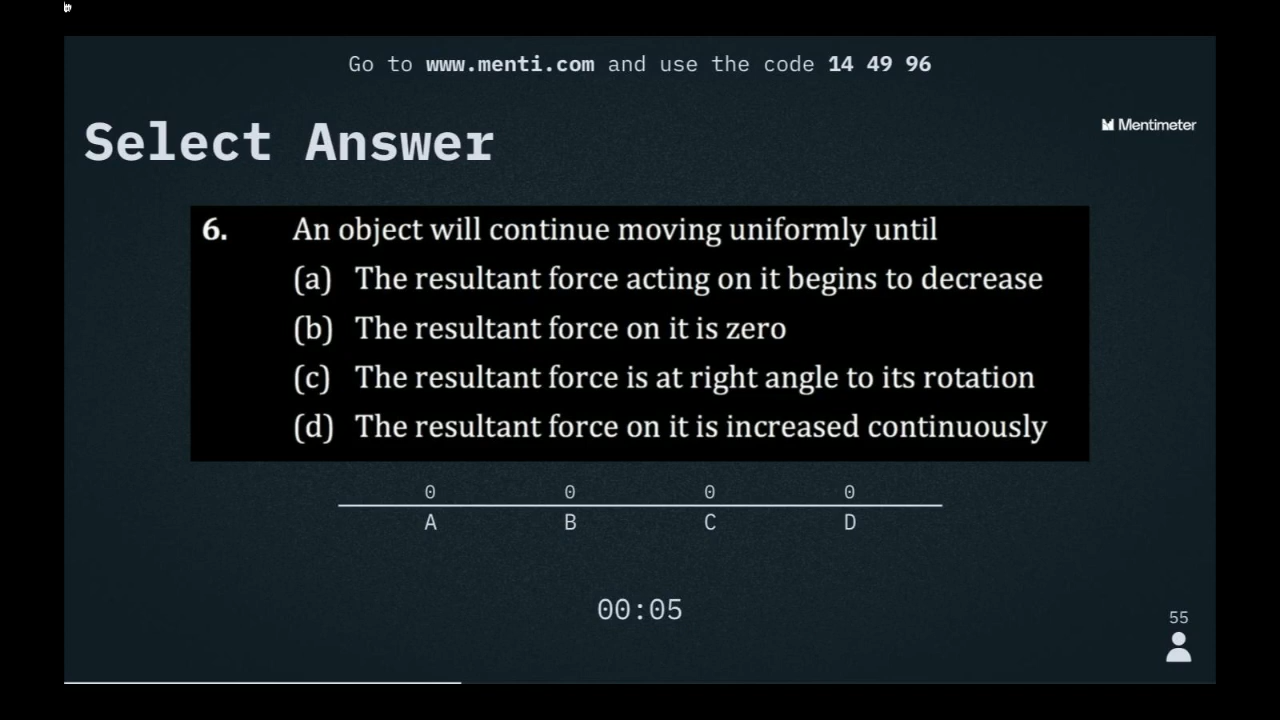 Go to www.menti.com and use the code 14 49 96
Mentimeter
Select Answer
6. An object will continue moving uniformly until
(a) The resultant force acting on it begins to decrease
(b) The resultant force on it is zero
(c) The resultant force is at right angle to its rotation
(d) The resultant force on it is increased continuously
0 0 0 0
A B C D
00:05
55